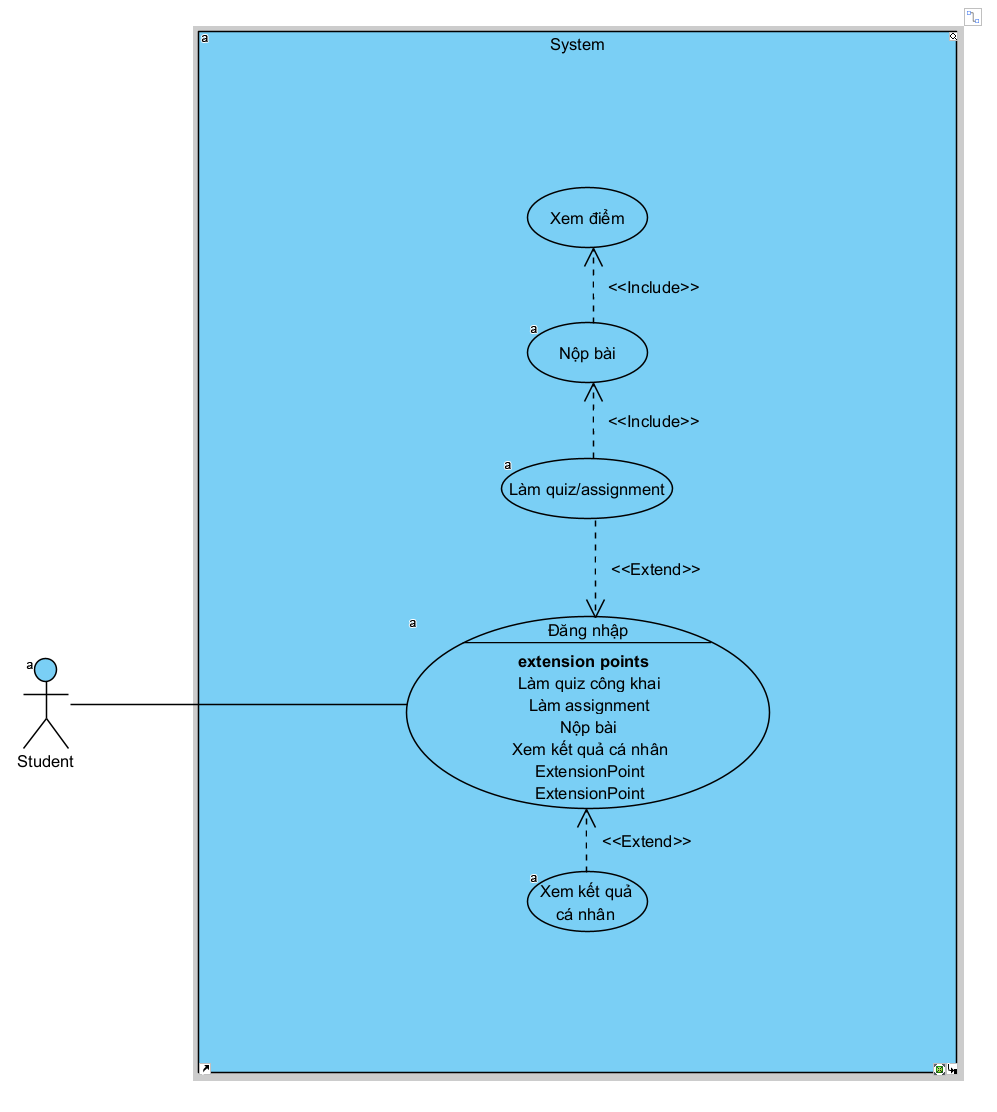 a
System
Xem điểm
<<Include>>
a
Nộp bài
<<Include>>
a
Làm quiz/assignment
<<Extend>>
a
Đăng nhập
extension points
Làm quiz công khai
Làm assignment
Nộp bài
Xem kết quả cá nhân
ExtensionPoint
ExtensionPoint
a
Student
<<Extend>>
a
Xem kết quả
cá nhân